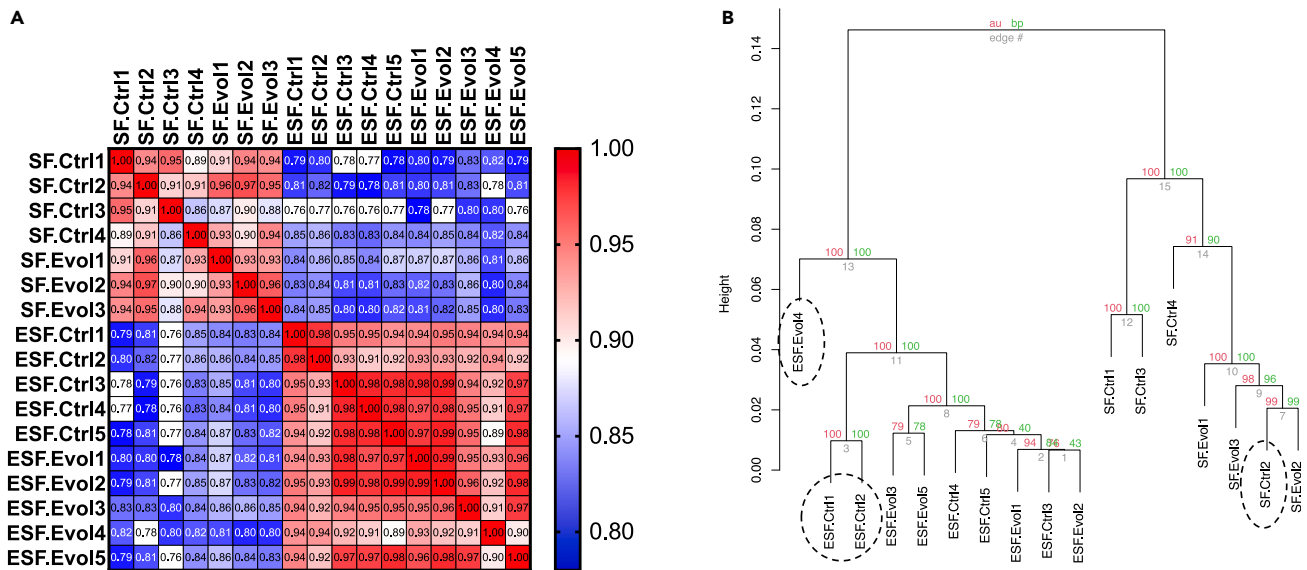 A
SF.Ctrl1 SF.Ctrl2 SF.Ctrl3 SF.Ctrl4 SF.Evol1 SF.Evol2 SF.Evol3 ESF.Ctrl1 ESF.Ctrl2 ESF.Ctrl3 ESF.Ctrl4 ESF.Ctrl5 ESF.Evol1 ESF.Evol2 ESF.Evol3 ESF.Evol4 ESF.Evol5
SF.Ctrl1 1.00 0.94 0.95 0.89 0.91 0.94 0.94 0.79 0.80 0.78 0.77 0.78 0.80 0.79 0.83 0.82 0.79
SF.Ctrl2 0.94 1.00 0.91 0.91 0.96 0.97 0.95 0.81 0.82 0.79 0.78 0.81 0.80 0.81 0.83 0.78 0.81
SF.Ctrl3 0.95 0.91 1.00 0.86 0.87 0.90 0.88 0.76 0.77 0.76 0.76 0.77 0.78 0.77 0.80 0.80 0.76
SF.Ctrl4 0.89 0.91 0.86 1.00 0.93 0.90 0.94 0.85 0.86 0.83 0.83 0.84 0.84 0.85 0.84 0.82 0.84
SF.Evol1 0.91 0.96 0.87 0.93 1.00 0.93 0.93 0.84 0.86 0.85 0.84 0.87 0.86 0.87 0.86 0.81 0.86
SF.Evol2 0.94 0.97 0.90 0.90 0.93 1.00 0.96 0.83 0.84 0.81 0.81 0.83 0.82 0.83 0.86 0.80 0.84
SF.Evol3 0.94 0.95 0.88 0.94 0.93 0.96 1.00 0.84 0.85 0.80 0.80 0.82 0.81 0.82 0.85 0.80 0.83
ESF.Ctrl1 0.79 0.81 0.76 0.85 0.84 0.83 0.84 1.00 0.98 0.95 0.95 0.94 0.94 0.95 0.94 0.94 0.94
ESF.Ctrl2 0.80 0.82 0.77 0.86 0.86 0.84 0.85 0.98 1.00 0.93 0.91 0.92 0.93 0.93 0.92 0.94 0.92
ESF.Ctrl3 0.78 0.79 0.76 0.83 0.85 0.81 0.80 0.95 0.93 1.00 0.98 0.98 0.98 0.99 0.94 0.92 0.97
ESF.Ctrl4 0.77 0.78 0.76 0.83 0.84 0.81 0.80 0.95 0.91 0.98 1.00 0.98 0.97 0.98 0.95 0.91 0.97
ESF.Ctrl5 0.78 0.81 0.77 0.84 0.87 0.83 0.82 0.94 0.92 0.98 0.98 1.00 0.97 0.99 0.95 0.89 0.98
ESF.Evol1 0.80 0.80 0.78 0.84 0.86 0.82 0.81 0.94 0.93 0.98 0.97 0.97 1.00 0.99 0.95 0.93 0.96
ESF.Evol2 0.79 0.81 0.77 0.85 0.87 0.83 0.82 0.95 0.93 0.99 0.98 0.99 0.99 1.00 0.96 0.92 0.98
ESF.Evol3 0.83 0.83 0.80 0.84 0.86 0.86 0.85 0.94 0.92 0.94 0.95 0.95 0.95 0.96 1.00 0.91 0.97
ESF.Evol4 0.82 0.78 0.80 0.82 0.81 0.80 0.80 0.94 0.94 0.92 0.91 0.89 0.93 0.92 0.91 1.00 0.90
ESF.Evol5 0.79 0.81 0.76 0.84 0.86 0.84 0.83 0.94 0.92 0.97 0.97 0.98 0.96 0.98 0.97 0.90 1.00
1.00
0.95
0.90
0.85
0.80
B
Height
0.14
0.12
0.10
0.08
0.06
0.04
0.02
0.00
au bp
edge #
100 100
15
91 90
14
100 100
13
100 100
12
100 100
11
100 100
10
98 96
9
100 100
8
99 99
7
79 78
6
79 78
5
40
4
100 100
3
94
2
43
1
ESF.Evol4
ESF.Ctrl1
ESF.Ctrl2
ESF.Evol3
ESF.Evol5
ESF.Ctrl4
ESF.Ctrl5
ESF.Evol1
ESF.Ctrl3
ESF.Evol2
SF.Ctrl1
SF.Ctrl3
SF.Ctrl4
SF.Evol1
SF.Evol3
SF.Ctrl2
SF.Evol2